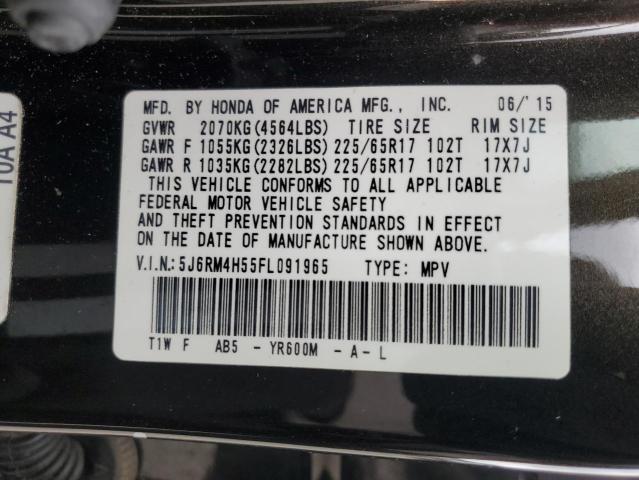 MFD. BY HONDA OF AMERICA MFG., INC. 06/'15
GVWR 2070KG(4564LBS) TIRE SIZE RIM SIZE
GAWR F 1055KG(2326LBS) 225/65R17 102T 17X7J
GAWR R 1035KG(2282LBS) 225/65R17 102T 17X7J
THIS VEHICLE CONFORMS TO ALL APPLICABLE
FEDERAL MOTOR VEHICLE SAFETY
AND THEFT PREVENTION STANDARDS IN EFFECT
ON THE DATE OF MANUFACTURE SHOWN ABOVE.
V.I.N.:5J6RM4H55FL091965 TYPE: MPV
T1W F AB5 - YR600M - A - L
T0A A4